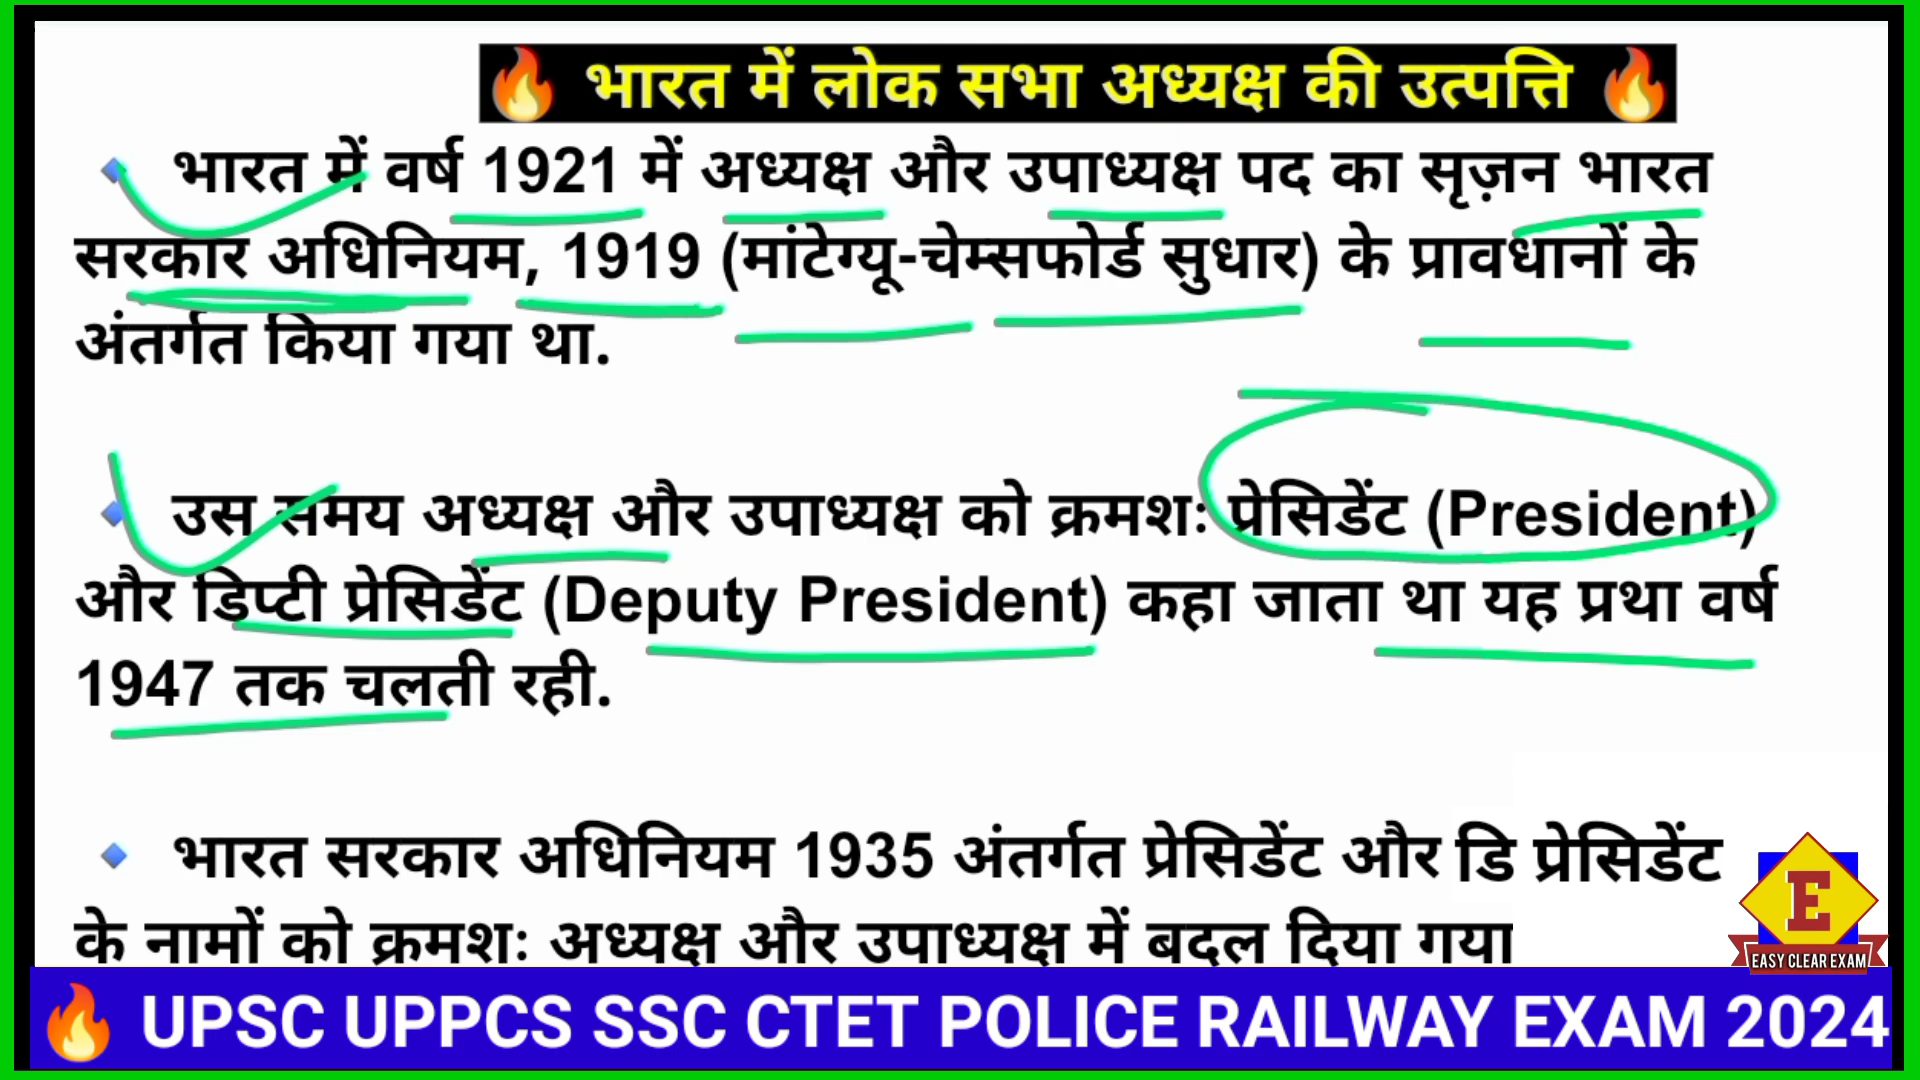 🔥 भारत में लोक सभा अध्यक्ष की उत्पत्ति 🔥
🔹 भारत में वर्ष 1921 में अध्यक्ष और उपाध्यक्ष पद का सृज़न भारत
सरकार अधिनियम, 1919 (मांटेग्यू-चेम्सफोर्ड सुधार) के प्रावधानों के
अंतर्गत किया गया था.
🔹 उस समय अध्यक्ष और उपाध्यक्ष को क्रमशः प्रेसिडेंट (President)
और डिप्टी प्रेसिडेंट (Deputy President) कहा जाता था यह प्रथा वर्ष
1947 तक चलती रही.
🔹 भारत सरकार अधिनियम 1935 अंतर्गत प्रेसिडेंट और डि प्रेसिडेंट
के नामों को क्रमशः अध्यक्ष और उपाध्यक्ष में बदल दिया गया
E
EASY CLEAR EXAM
🔥 UPSC UPPCS SSC CTET POLICE RAILWAY EXAM 2024